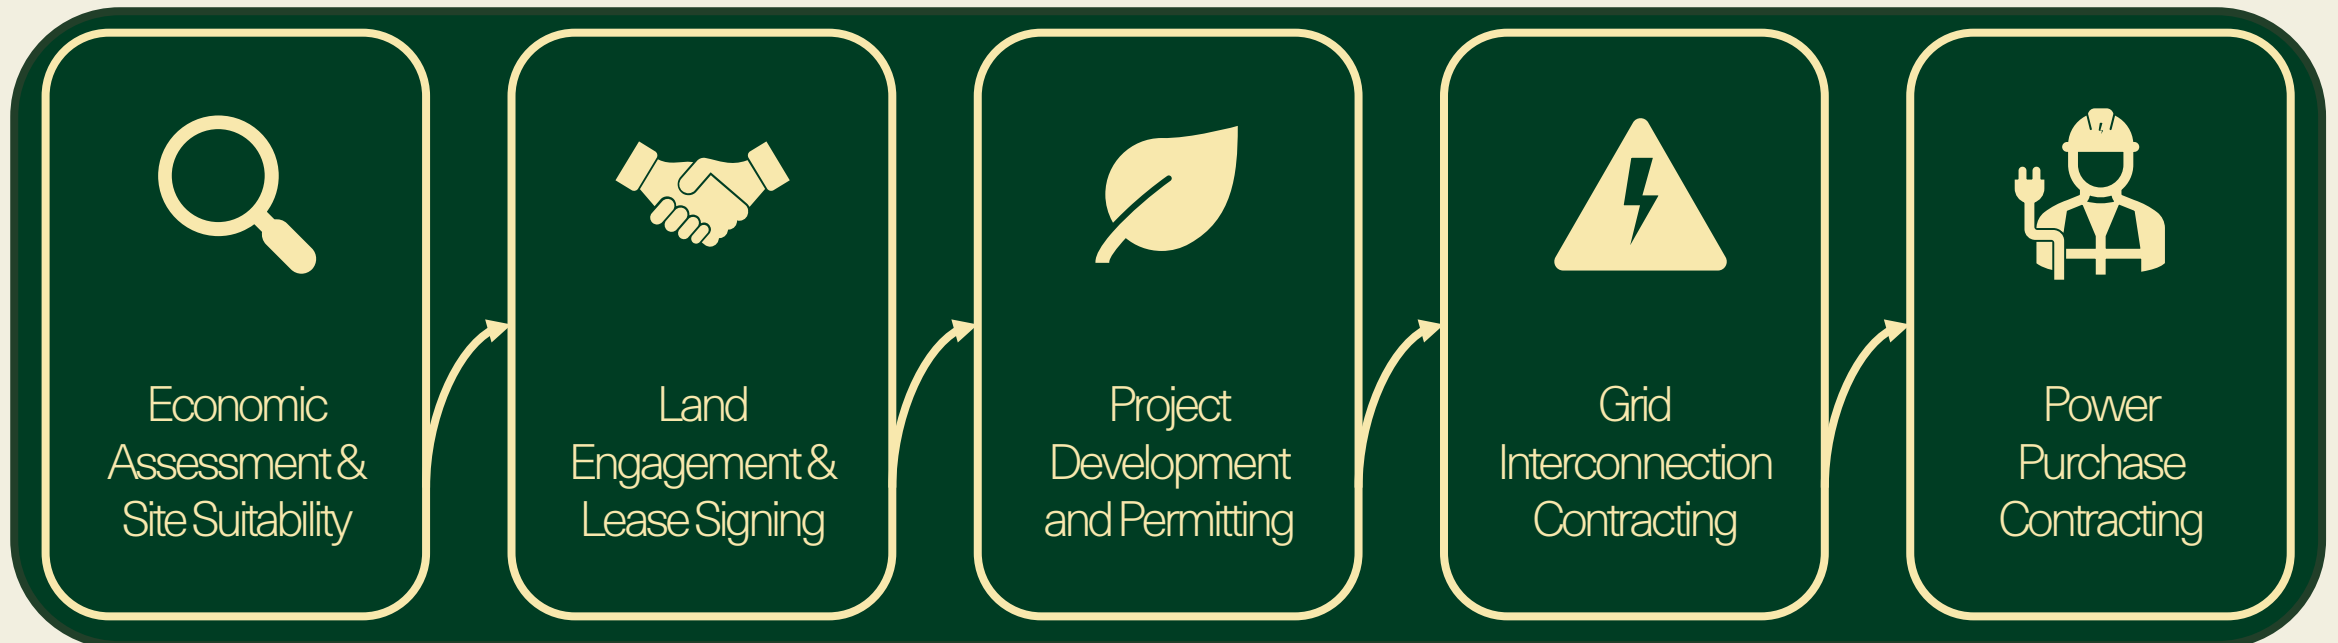 Economic
Assessment &
Site Suitability
Land
Engagement &
Lease Signing
Project
Development
and Permitting
Grid
Interconnection
Contracting
Power
Purchase
Contracting